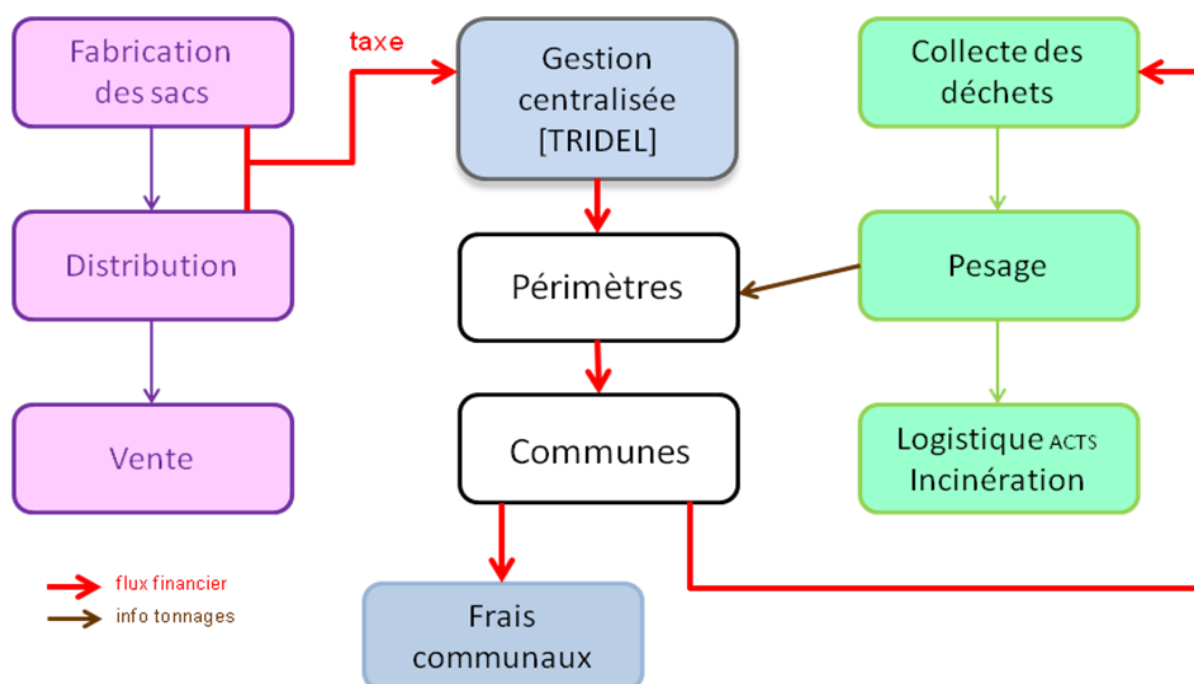 Fabrication
des sacs
taxe
Gestion
centralisée
[TRIDEL]
Collecte des
déchets
Distribution
Périmètres
Pesage
Vente
Communes
Logistique ACTS
Incinération
flux financier
info tonnages
Frais
communaux